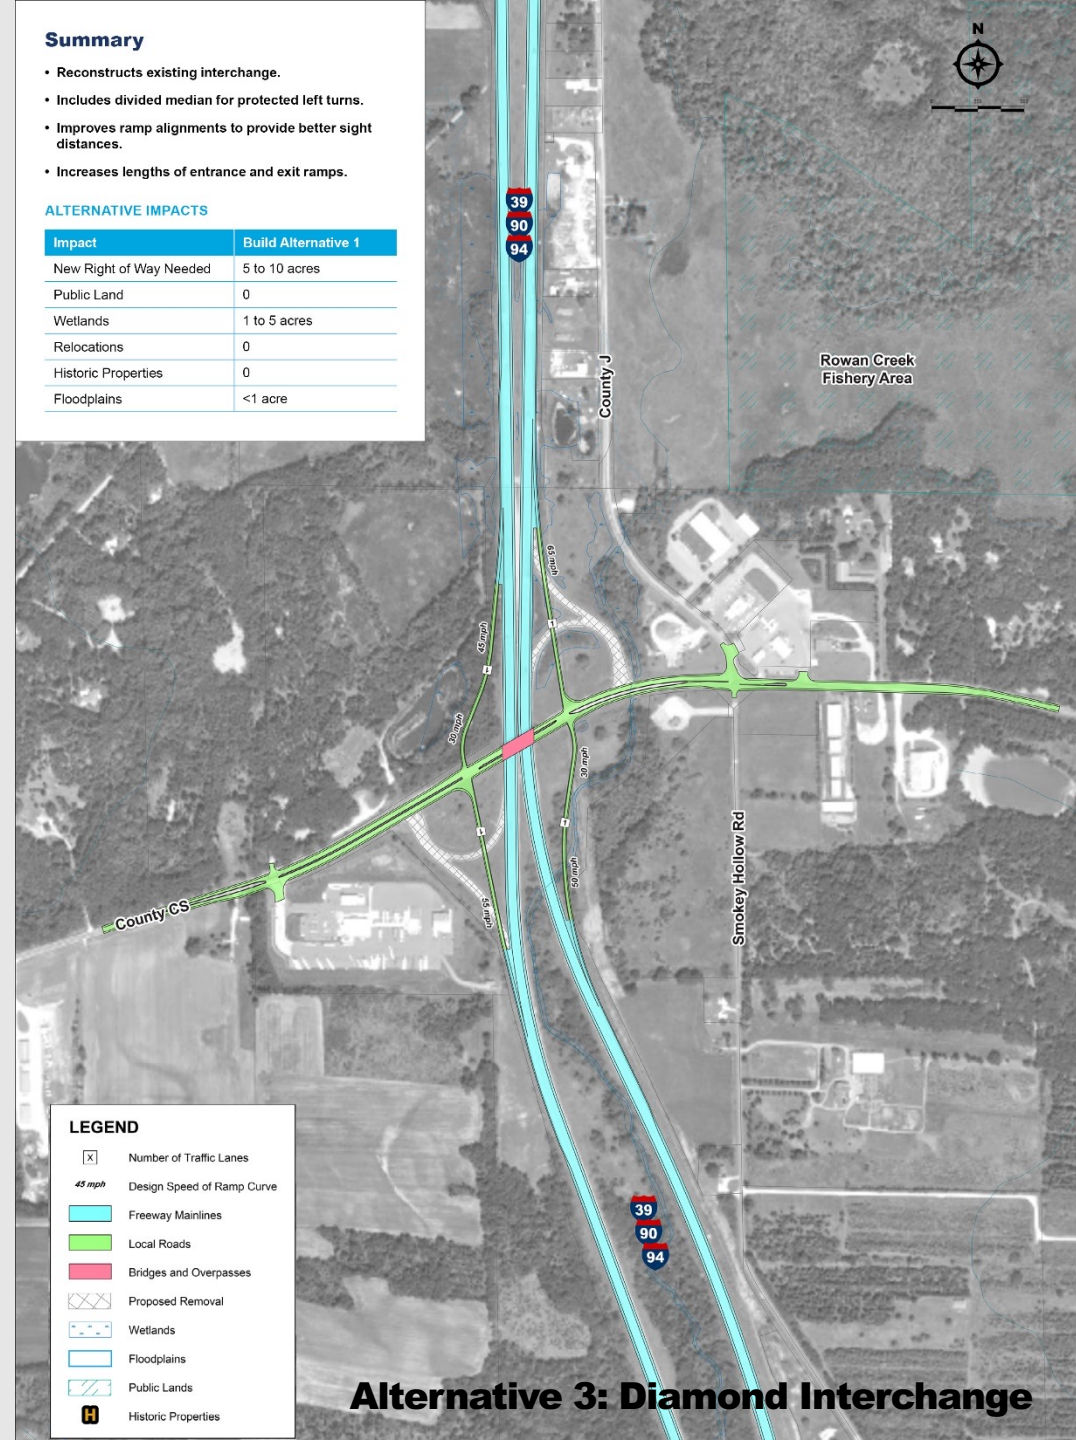 Summary
• Reconstructs existing interchange.
• Includes divided median for protected left turns.
• Improves ramp alignments to provide better sight
distances.
• Increases lengths of entrance and exit ramps.
ALTERNATIVE IMPACTS
Impact Build Alternative 1
New Right of Way Needed 5 to 10 acres
Public Land 0
Wetlands 1 to 5 acres
Relocations 0
Historic Properties 0
Floodplains <1 acre
N
39
90
94
County J
Rowan Creek
Fishery Area
65 mph
45 mph
1
1
30 mph
30 mph
1
1
50 mph
55 mph
County CS
Smokey Hollow Rd
39
90
94
LEGEND
X Number of Traffic Lanes
45 mph Design Speed of Ramp Curve
Freeway Mainlines
Local Roads
Bridges and Overpasses
Proposed Removal
Wetlands
Floodplains
Public Lands
H Historic Properties
Alternative 3: Diamond Interchange